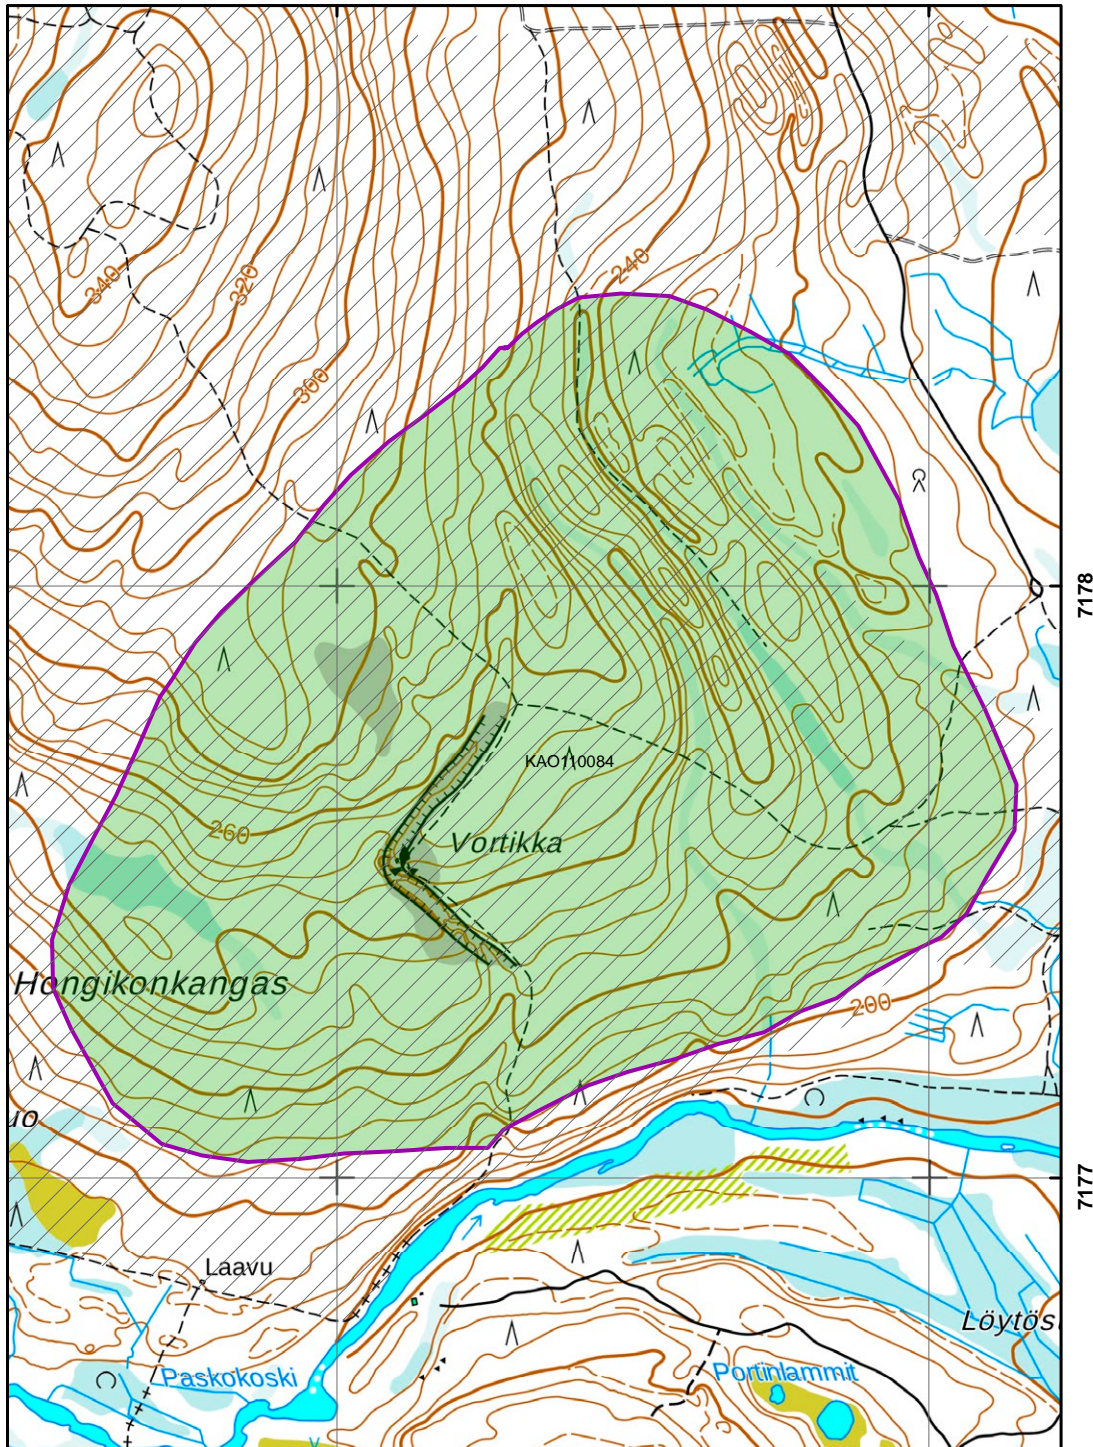 240
340
320
300
7178
KAO110084
260
Vortikka
Hongikonkangas
200
uo
7177
Laavu
Löytös
Paskokoski
Portinlammit